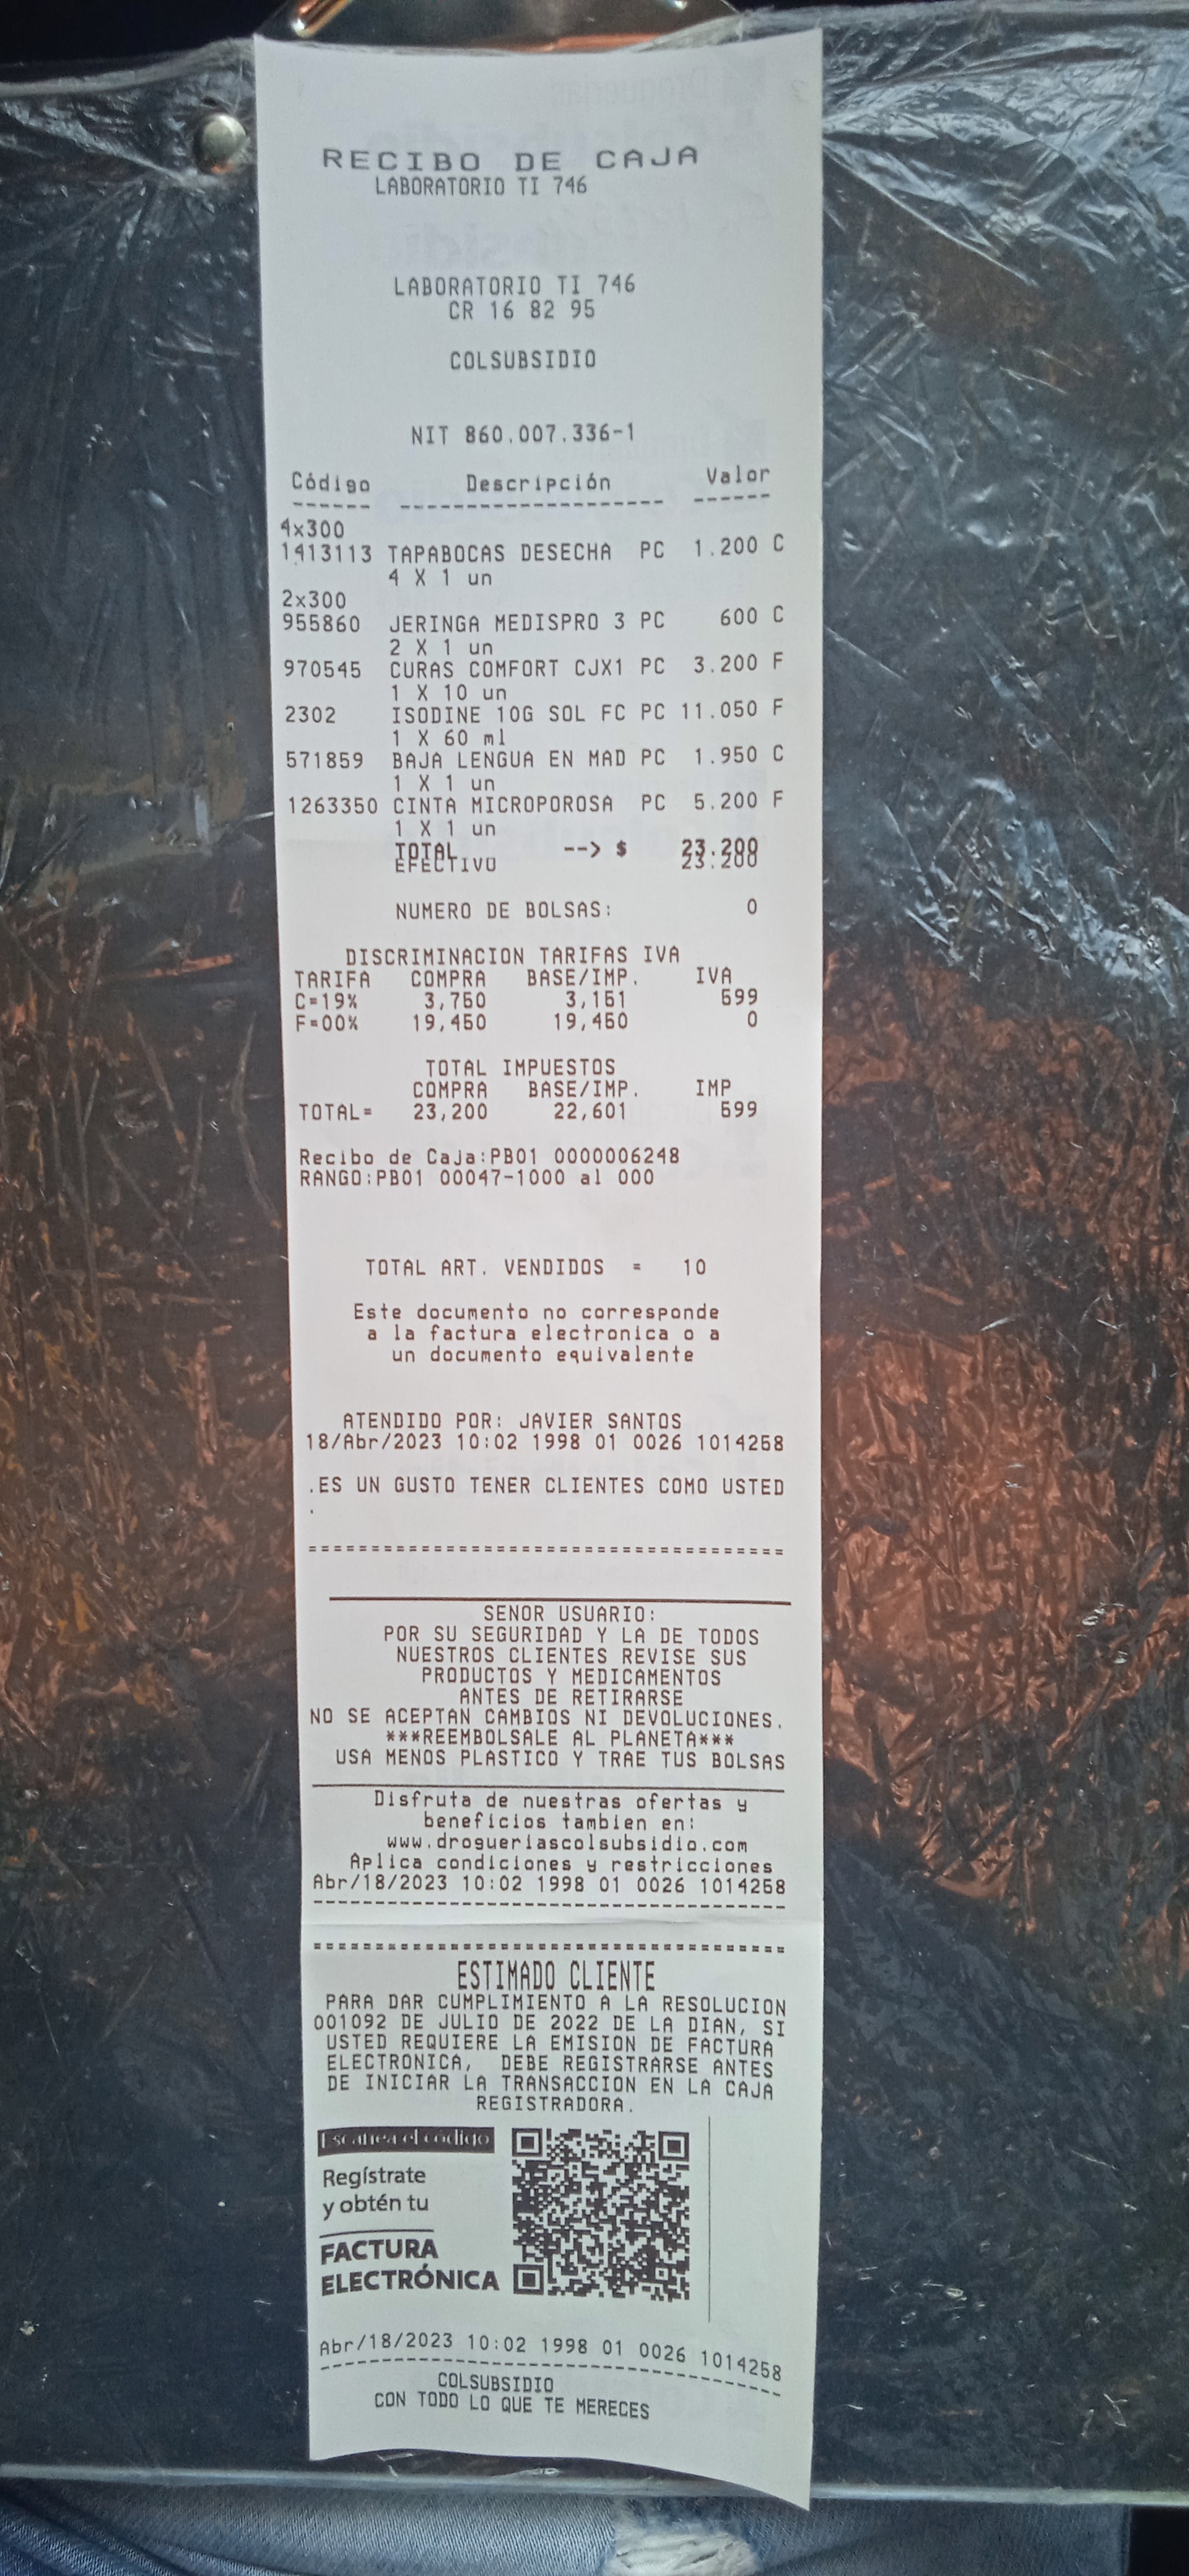 RECIBO DE CAJA
LABORATORIO TI 746
LABORATORIO TI 746
CR 16 82 95
COLSUBSIDIO
NIT 860.007.336-1
Código Descripción Valor
------ --------------------- ------
4x300
1413113 TAPABOCAS DESECHA PC 1.200 C
4 X 1 un
2x300
955860 JERINGA MEDISPRO 3 PC 600 C
2 X 1 un
970545 CURAS COMFORT CJX1 PC 3.200 F
1 X 10 un
2302 ISODINE 10G SOL FC PC 11.050 F
1 X 60 ml
571859 BAJA LENGUA EN MAD PC 1.950 C
1 X 1 un
1263350 CINTA MICROPOROSA PC 5.200 F
1 X 1 un
TOTAL --> $ 23.200
EFECTIVO 23.200
NUMERO DE BOLSAS: 0
DISCRIMINACION TARIFAS IVA
TARIFA COMPRA BASE/IMP. IVA
C=19% 3,750 3,151 599
F=00% 19,450 19,450 0
TOTAL IMPUESTOS
COMPRA BASE/IMP. IMP
TOTAL= 23,200 22,601 599
Recibo de Caja:PB01 0000006248
RANGO:PB01 00047-1000 al 000
TOTAL ART. VENDIDOS = 10
Este documento no corresponde
a la factura electronica o a
un documento equivalente
ATENDIDO POR: JAVIER SANTOS
18/Abr/2023 10:02 1998 01 0026 1014258
.ES UN GUSTO TENER CLIENTES COMO USTED
.
======================================
SENOR USUARIO:
POR SU SEGURIDAD Y LA DE TODOS
NUESTROS CLIENTES REVISE SUS
PRODUCTOS Y MEDICAMENTOS
ANTES DE RETIRARSE
NO SE ACEPTAN CAMBIOS NI DEVOLUCIONES.
***REEMBOLSALE AL PLANETA***
USA MENOS PLASTICO Y TRAE TUS BOLSAS
Disfruta de nuestras ofertas y
beneficios tambien en:
www.drogueriascolsubsidio.com
Aplica condiciones y restricciones
Abr/18/2023 10:02 1998 01 0026 1014258
--------------------------------------
======================================
ESTIMADO CLIENTE
PARA DAR CUMPLIMIENTO A LA RESOLUCION
001092 DE JULIO DE 2022 DE LA DIAN, SI
USTED REQUIERE LA EMISION DE FACTURA
ELECTRONICA, DEBE REGISTRARSE ANTES
DE INICIAR LA TRANSACCION EN LA CAJA
REGISTRADORA.
Escanea el código
Regístrate
y obtén tu
FACTURA
ELECTRÓNICA
Abr/18/2023 10:02 1998 01 0026 1014258
--------------------------------------
COLSUBSIDIO
CON TODO LO QUE TE MERECES